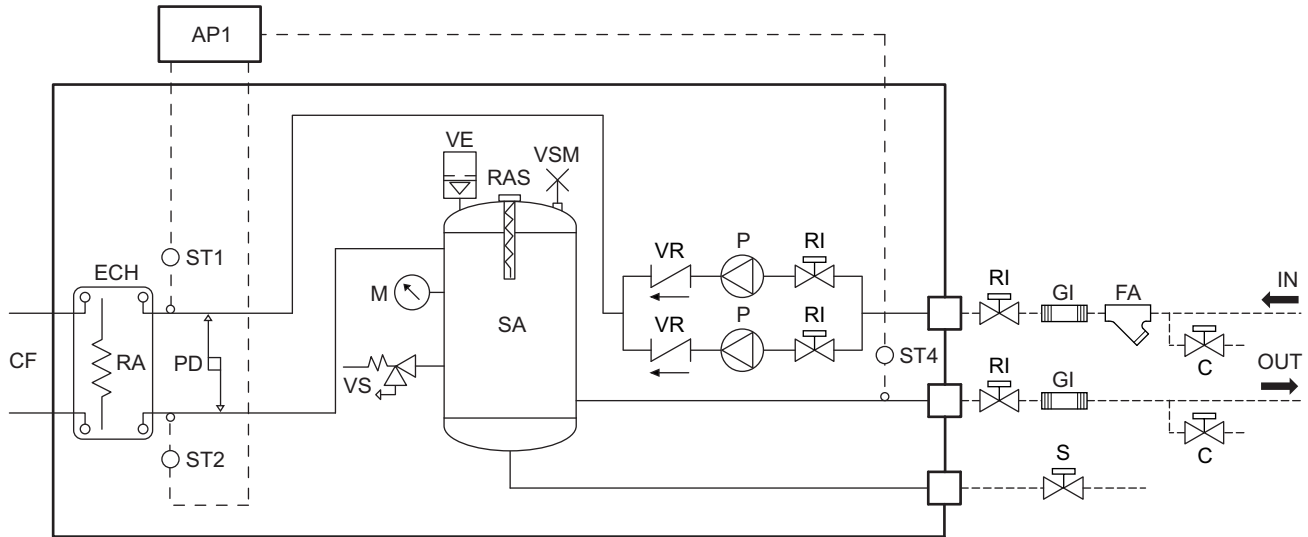 AP1
VE
VSM
RAS
ST1
ECH
M
SA
VR
P
RI
RI
GI
FA
IN
CF
RA
PD
VS
VR
P
RI
ST4
C
RI
GI
OUT
ST2
S
C